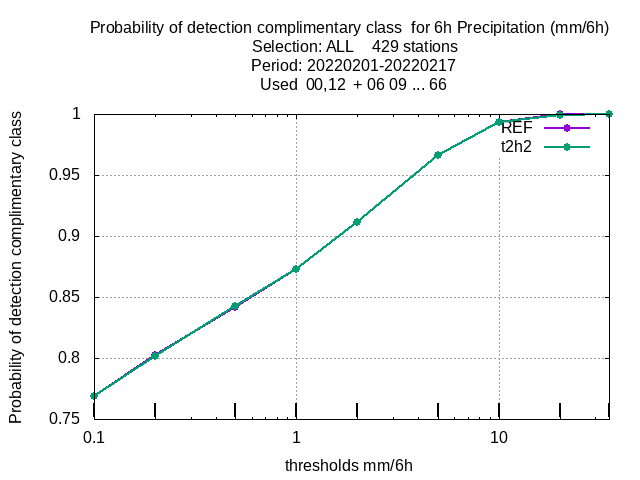 Probability of detection complimentary class  for 6h Precipitation (mm/6h)
Selection: ALL    429 stations
Period: 20220201-20220217
Used  00,12  + 06 09 ... 66
Probability of detection complimentary class
1
0.95
0.9
0.85
0.8
0.75
REF
t2h2
0.1
1
10
thresholds mm/6h